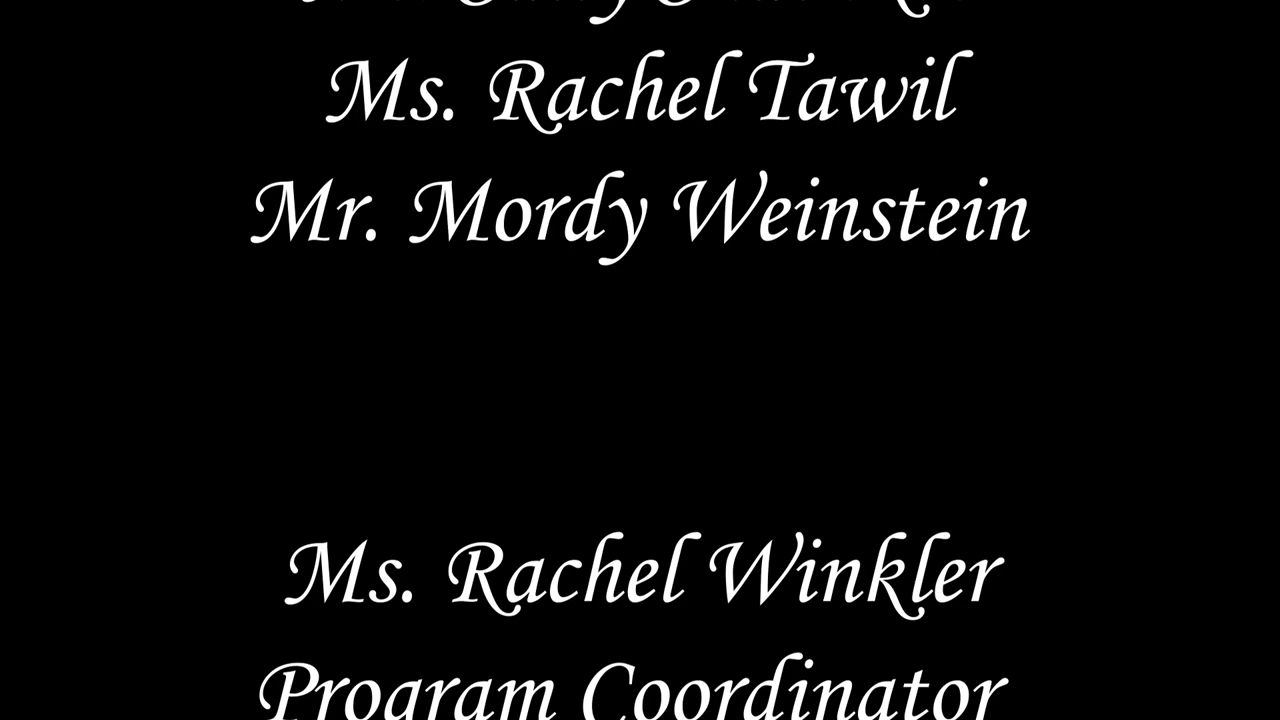 Ms. Rachel Tawil
Mr. Mordy Weinstein
Ms. Rachel Winkler
Program Coordinator